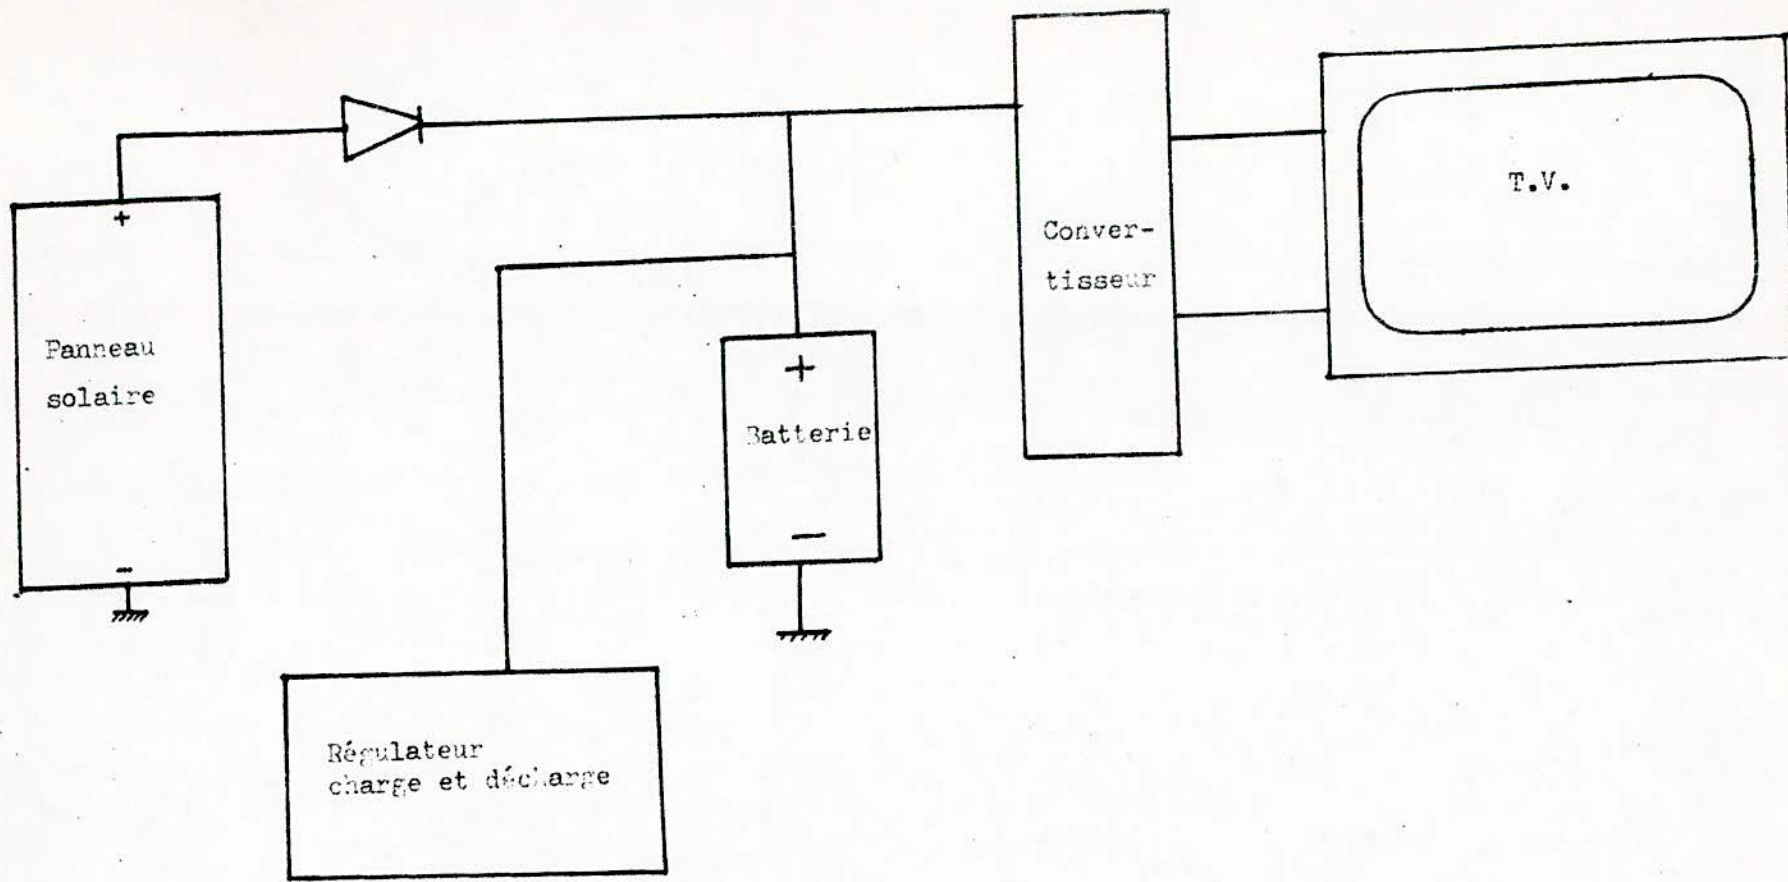 T.V.
Conver-
tisseur
+
Panneau
solaire
-
+
Batterie
-
Régulateur
charge et décharge